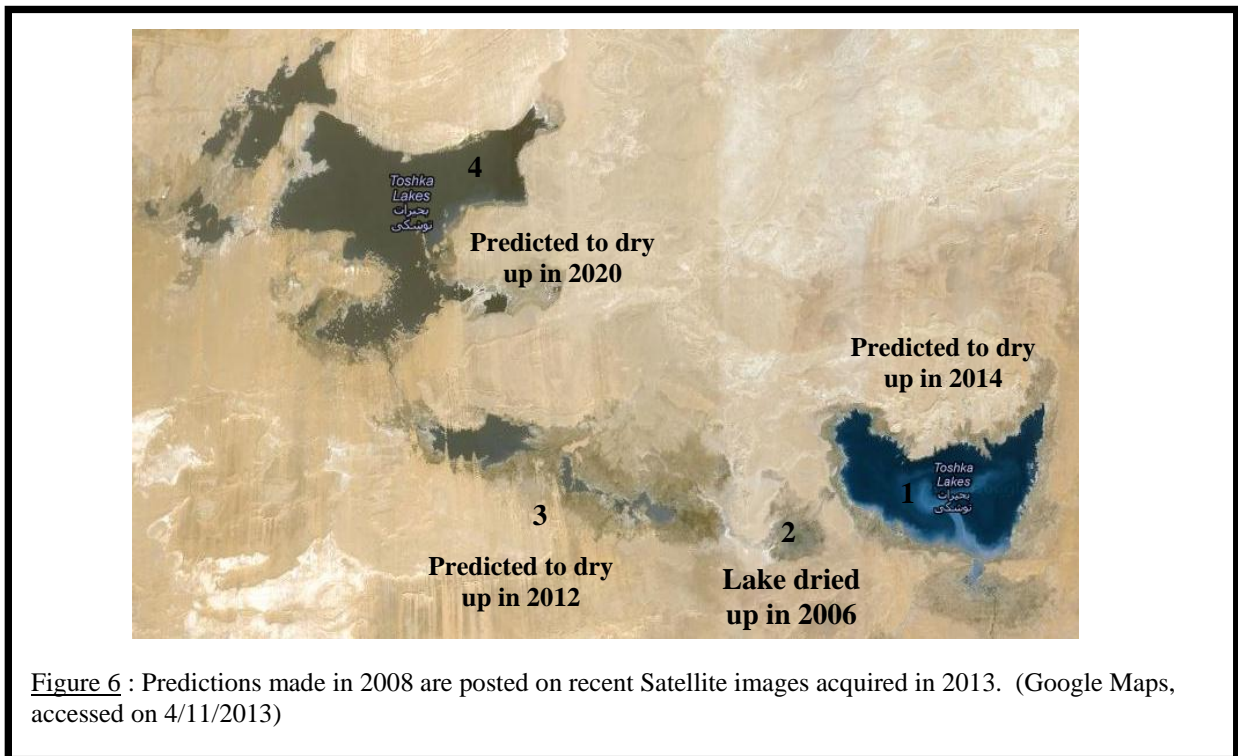 4
Toshka
Lakes
بحيرات
توشكى
Predicted to dry
up in 2020
Predicted to dry
up in 2014
1
Toshka
Lakes
بحيرات
توشكى
3
Predicted to dry
up in 2012
2
Lake dried
up in 2006
Figure 6 : Predictions made in 2008 are posted on recent Satellite images acquired in 2013. (Google Maps,
accessed on 4/11/2013)